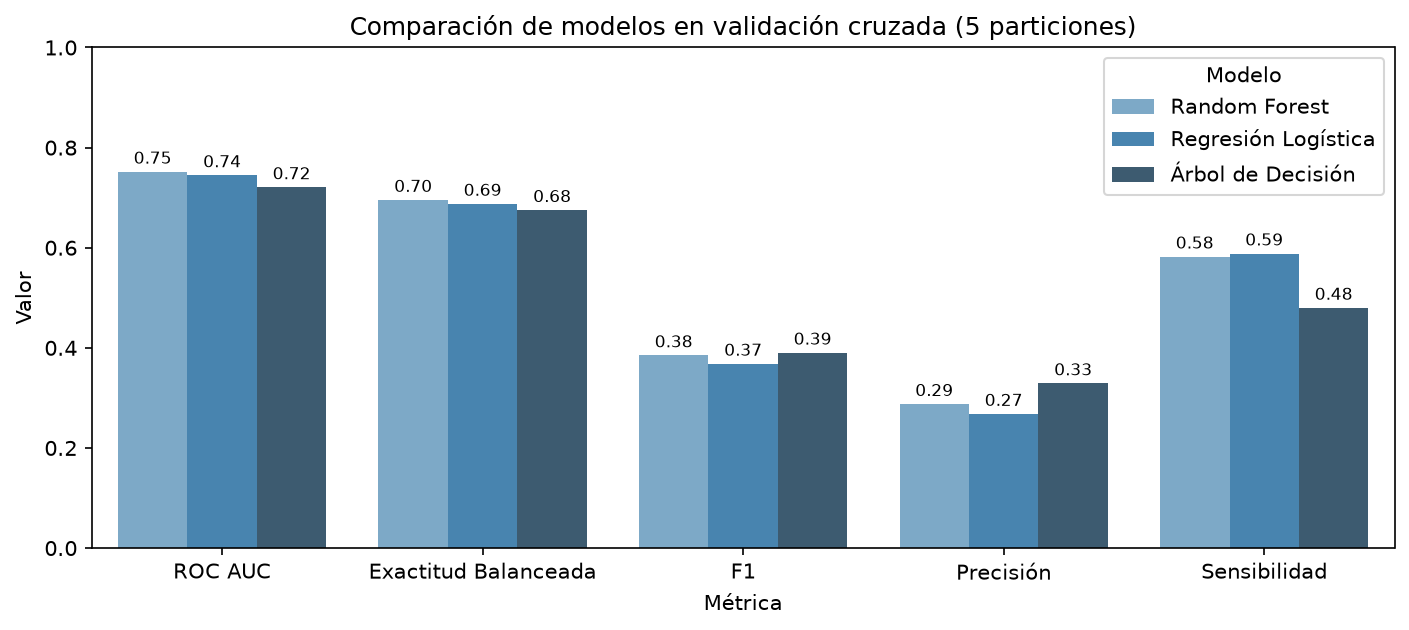 Comparación de modelos en validación cruzada (5 particiones)
Modelo
Random Forest
Regresión Logística
Árbol de Decisión
Valor
1.0
0.8
0.6
0.4
0.2
0.0
0.75 0.74 0.72
0.70 0.69 0.68
0.38 0.37 0.39
0.29 0.27 0.33
0.58 0.59 0.48
ROC AUC Exactitud Balanceada F1 Precisión Sensibilidad
Métrica